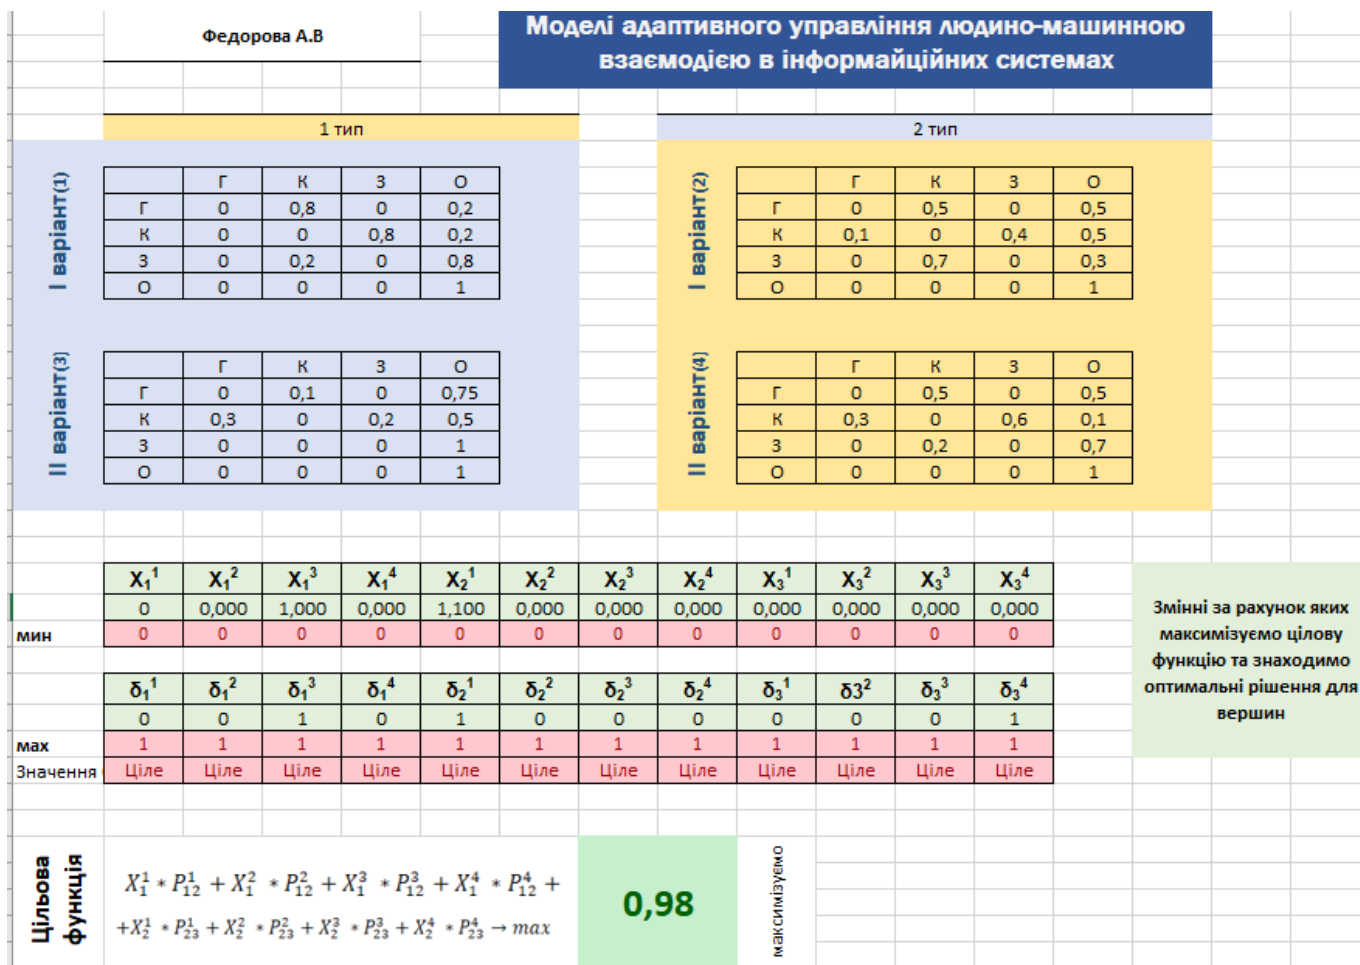 Федорова А.В
Моделі адаптивного управління людино-машинною
взаємодією в інформайційних системах
1 тип
2 тип
I варіант(1)
Г К З О
Г 0 0,8 0 0,2
К 0 0 0,8 0,2
З 0 0,2 0 0,8
О 0 0 0 1
I варіант(2)
Г К З О
Г 0 0,5 0 0,5
К 0,1 0 0,4 0,5
З 0 0,7 0 0,3
О 0 0 0 1
II варіант(3)
Г К З О
Г 0 0,1 0 0,75
К 0,3 0 0,2 0,5
З 0 0 0 1
О 0 0 0 1
II варіант(4)
Г К З О
Г 0 0,5 0 0,5
К 0,3 0 0,6 0,1
З 0 0,2 0 0,7
О 0 0 0 1
X₁¹ X₁² X₁³ X₁⁴ X₂¹ X₂² X₂³ X₂⁴ X₃¹ X₃² X₃³ X₃⁴
0 0,000 1,000 0,000 1,100 0,000 0,000 0,000 0,000 0,000 0,000 0,000
мин 0 0 0 0 0 0 0 0 0 0 0 0
δ₁¹ δ₁² δ₁³ δ₁⁴ δ₂¹ δ₂² δ₂³ δ₂⁴ δ₃¹ δ3² δ₃³ δ₃⁴
0 0 1 0 1 0 0 0 0 0 0 1
мах 1 1 1 1 1 1 1 1 1 1 1 1
Значення Ціле Ціле Ціле Ціле Ціле Ціле Ціле Ціле Ціле Ціле Ціле Ціле
Змінні за рахунок яких
максимізуємо цілову
функцію та знаходимо
оптимальні рішення для
вершин
Цільова
функція
X₁¹ * P₁₂¹ + X₁² * P₁₂² + X₁³ * P₁₂³ + X₁⁴ * P₁₂⁴ +
+X₂¹ * P₂₃¹ + X₂² * P₂₃² + X₂³ * P₂₃³ + X₂⁴ * P₂₃⁴ → max
0,98
максимізуємо